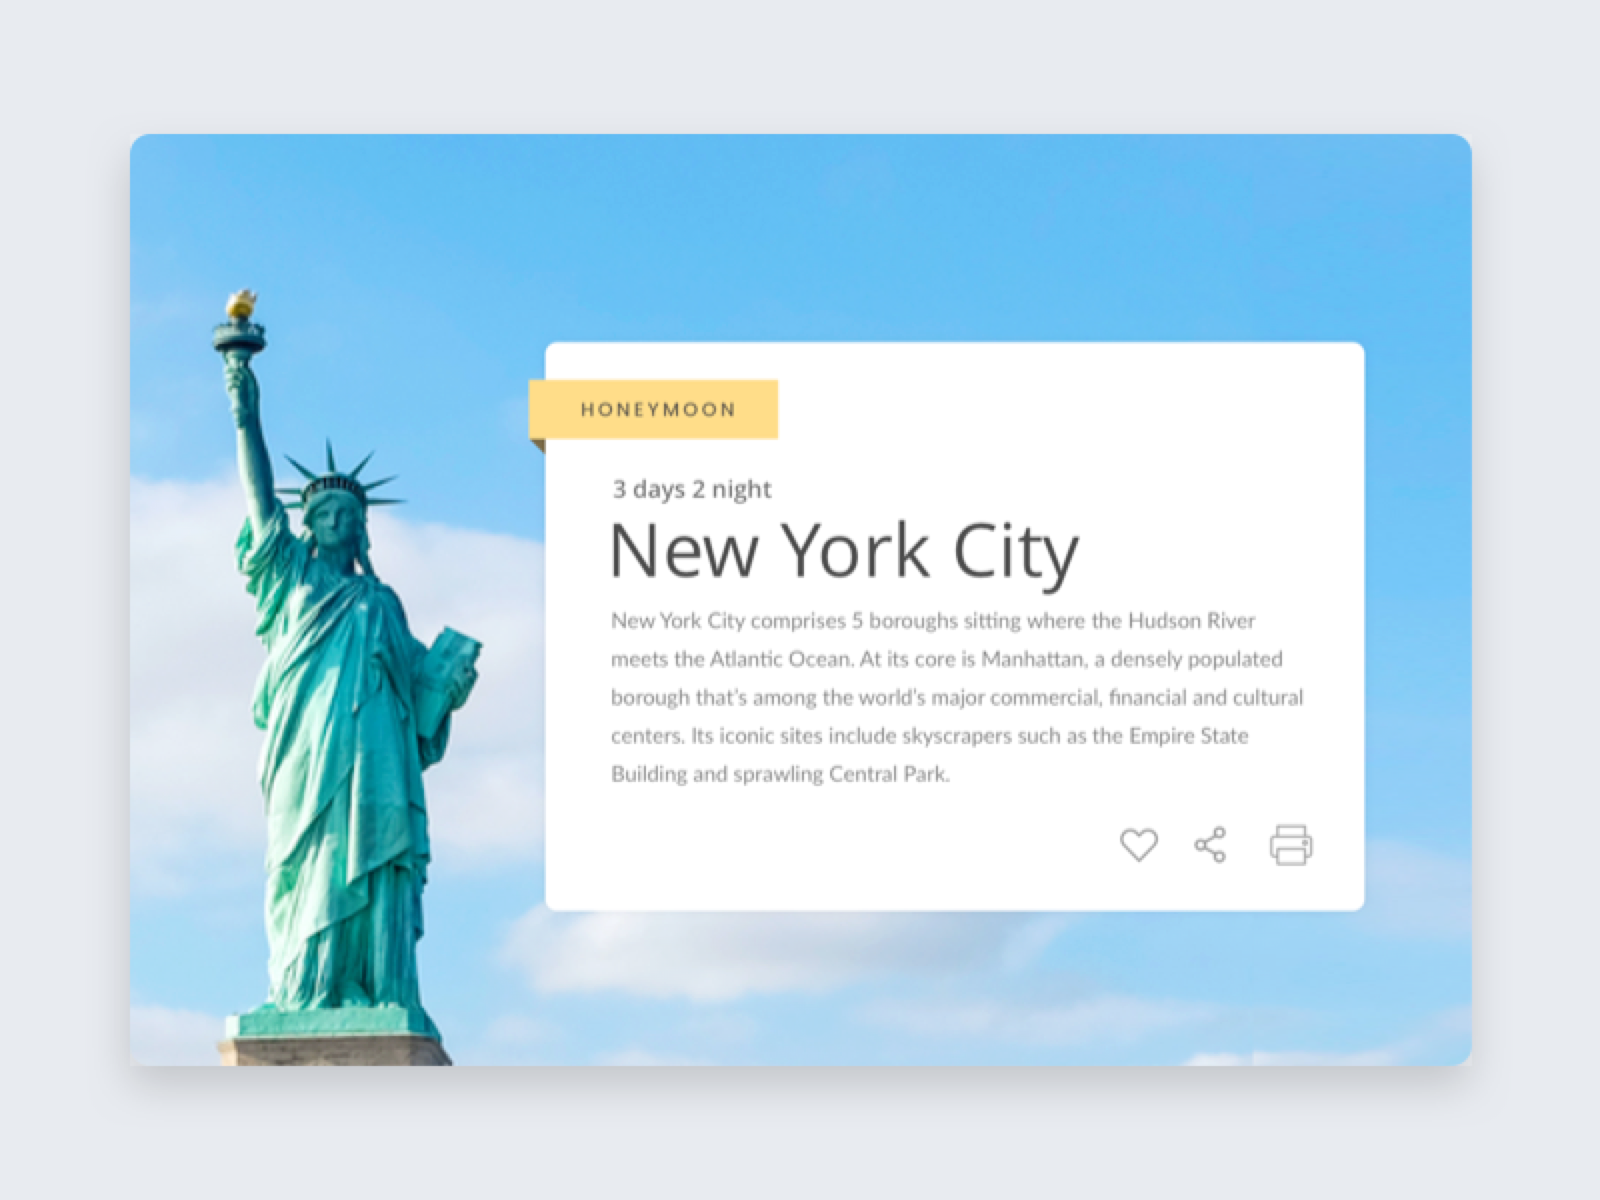 HONEYMOON
3 days 2 night
New York City
New York City comprises 5 boroughs sitting where the Hudson River
meets the Atlantic Ocean. At its core is Manhattan, a densely populated
borough that's among the world's major commercial, financial and cultural
centers. Its iconic sites include skyscrapers such as the Empire State
Building and sprawling Central Park.